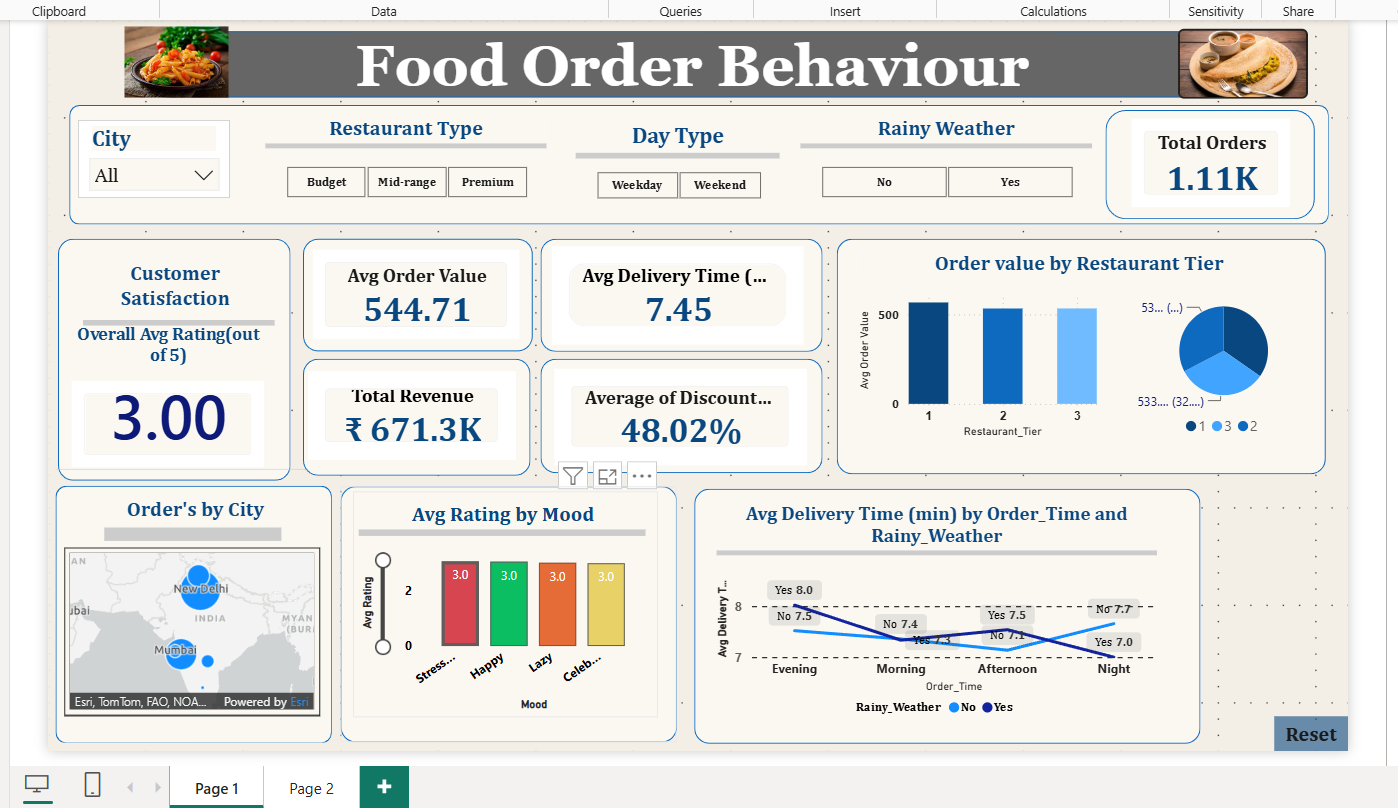 Clipboard
Data
Queries
Insert
Calculations
Sensitivity
Share
Food Order Behaviour
City
All
Restaurant Type
Budget
Mid-range
Premium
Day Type
Weekday
Weekend
Rainy Weather
No
Yes
Total Orders
1.11K
Customer
Satisfaction
Overall Avg Rating(out
of 5)
3.00
Avg Order Value
544.71
Avg Delivery Time (...
7.45
Total Revenue
₹ 671.3K
Average of Discount...
48.02%
Order value by Restaurant Tier
Avg Order Value
500
0
1
2
3
Restaurant_Tier
53... (...)
533.... (32....)
1
3
2
Order's by City
AN
New Delhi
ıbai
INDIA
MYAN
(BUR
Mumbai
Esri, TomTom, FAO, NOA...
Powered by Esri
Avg Rating by Mood
Avg Rating
2
0
3.0
3.0
3.0
3.0
Stress...
Happy
Lazy
Celeb...
Mood
Avg Delivery Time (min) by Order_Time and
Rainy_Weather
Avg Delivery T...
8
7
Yes 8.0
No 7.5
No 7.4
Yes 7.3
Yes 7.5
No 7.1
No 7.7
Yes 7.0
Evening
Morning
Afternoon
Night
Order_Time
Rainy_Weather
No
Yes
Reset
Page 1
Page 2